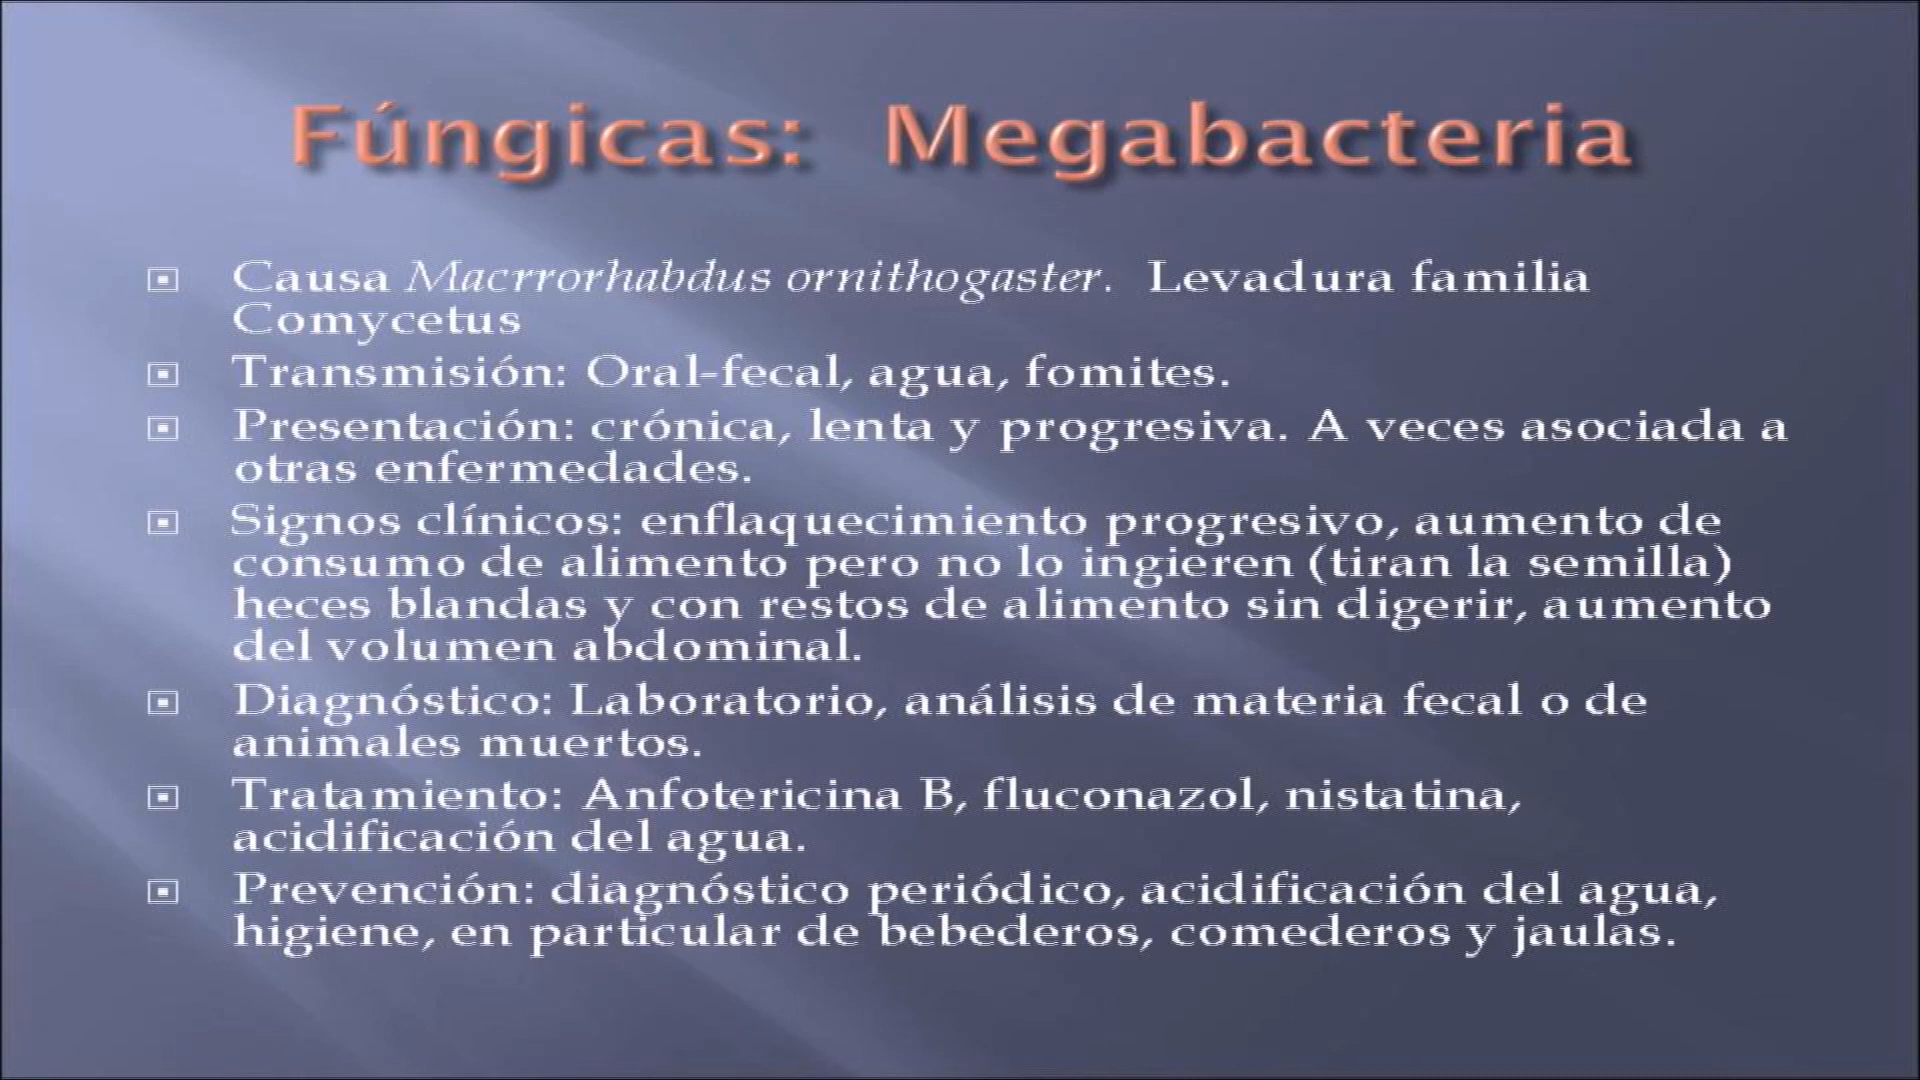 Fúngicas: Megabacteria
Causa Macrrorhabdus ornithogaster. Levadura familia
Comycetus
Transmisión: Oral-fecal, agua, fomites.
Presentación: crónica, lenta y progresiva. A veces asociada a
otras enfermedades.
Signos clínicos: enflaquecimiento progresivo, aumento de
consumo de alimento pero no lo ingieren (tiran la semilla)
heces blandas y con restos de alimento sin digerir, aumento
del volumen abdominal.
Diagnóstico: Laboratorio, análisis de materia fecal o de
animales muertos.
Tratamiento: Anfotericina B, fluconazol, nistatina,
acidificación del agua.
Prevención: diagnóstico periódico, acidificación del agua,
higiene, en particular de bebederos, comederos y jaulas.